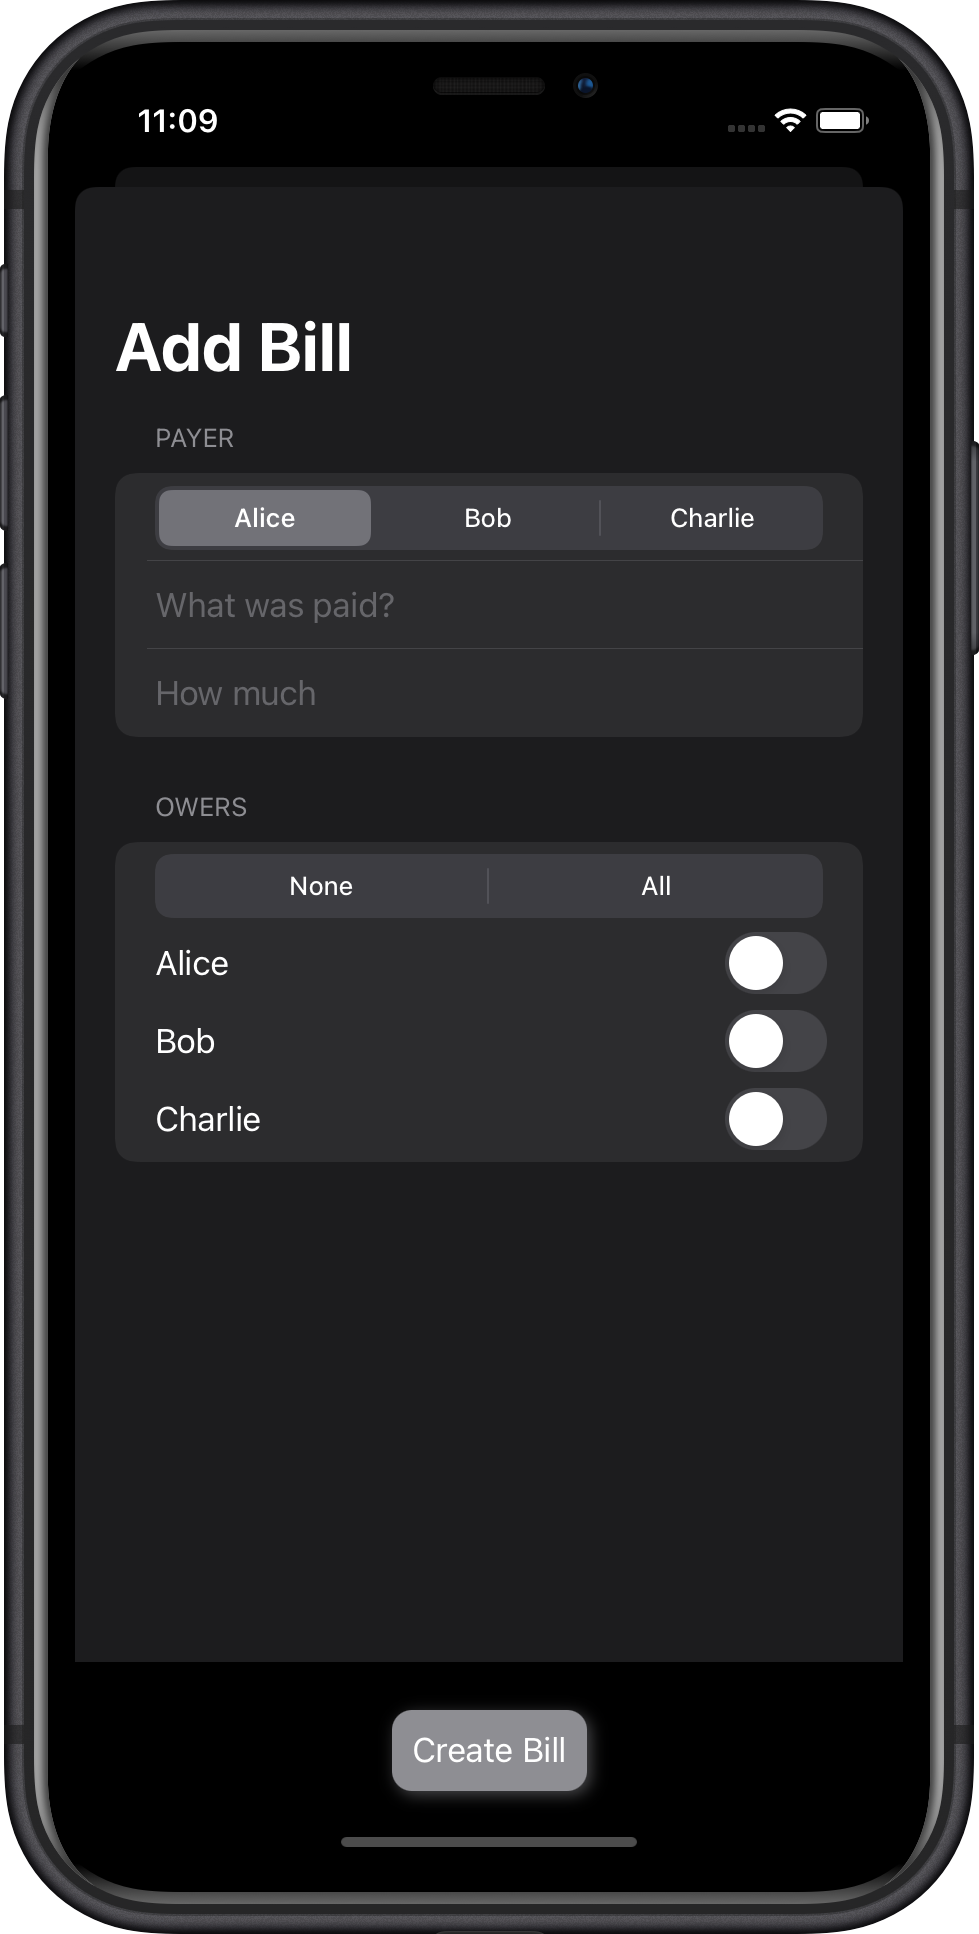 11:09
Add Bill
PAYER
Alice Bob Charlie
What was paid?
How much
OWERS
None All
Alice
Bob
Charlie
Create Bill